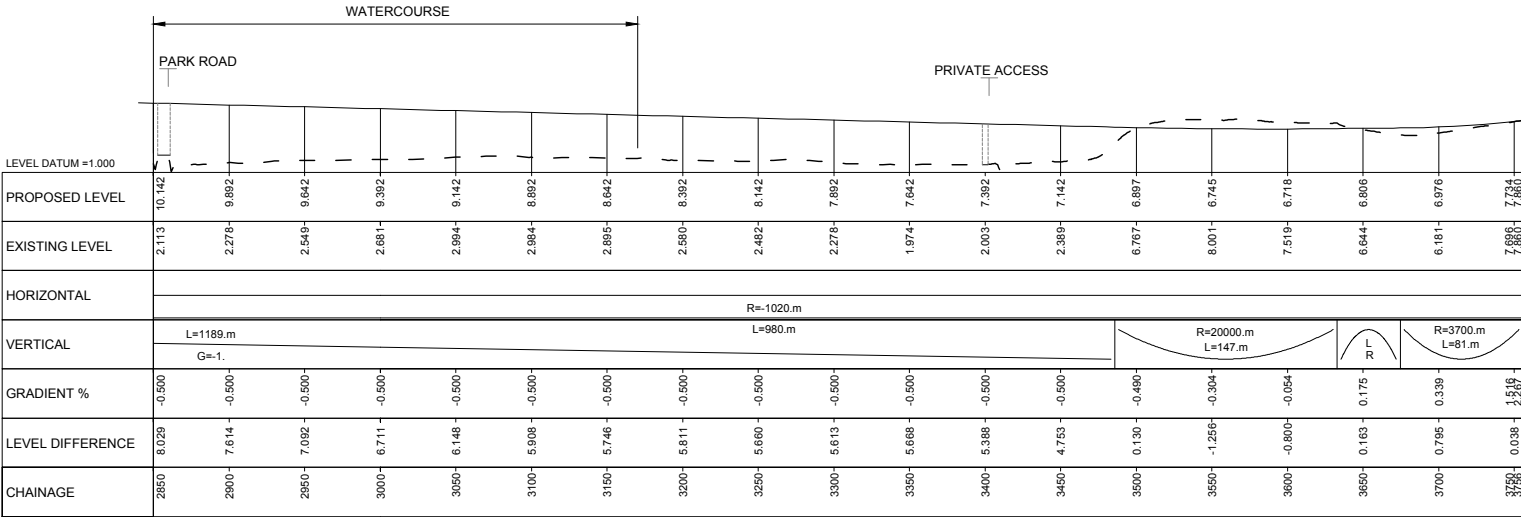 WATERCOURSE
PARK ROAD
PRIVATE ACCESS
LEVEL DATUM =1.000
PROPOSED LEVEL 10.142 9.892 9.642 9.392 9.142 8.892 8.642 8.392 8.142 7.892 7.642 7.392 7.142 6.897 6.745 6.718 6.806 6.976 7.734 7.860
EXISTING LEVEL 2.113 2.278 2.549 2.681 2.994 2.984 2.895 2.580 2.482 2.278 1.974 2.003 2.389 6.767 8.001 7.519 6.644 6.181 7.696 7.860
HORIZONTAL
R=-1020.m
L=980.m
VERTICAL
L=1189.m
G=-1.
R=20000.m
L=147.m
L
R
R=3700.m
L=81.m
GRADIENT % -0.500 -0.500 -0.500 -0.500 -0.500 -0.500 -0.500 -0.500 -0.500 -0.500 -0.500 -0.500 -0.500 -0.490 -0.304 -0.054 0.175 0.339 1.516 2.267
LEVEL DIFFERENCE 8.029 7.614 7.092 6.711 6.148 5.908 5.746 5.811 5.660 5.613 5.668 5.388 4.753 0.130 -1.256 -0.800 0.163 0.795 0.038
CHAINAGE 2850 2900 2950 3000 3050 3100 3150 3200 3250 3300 3350 3400 3450 3500 3550 3600 3650 3700 3750 3756